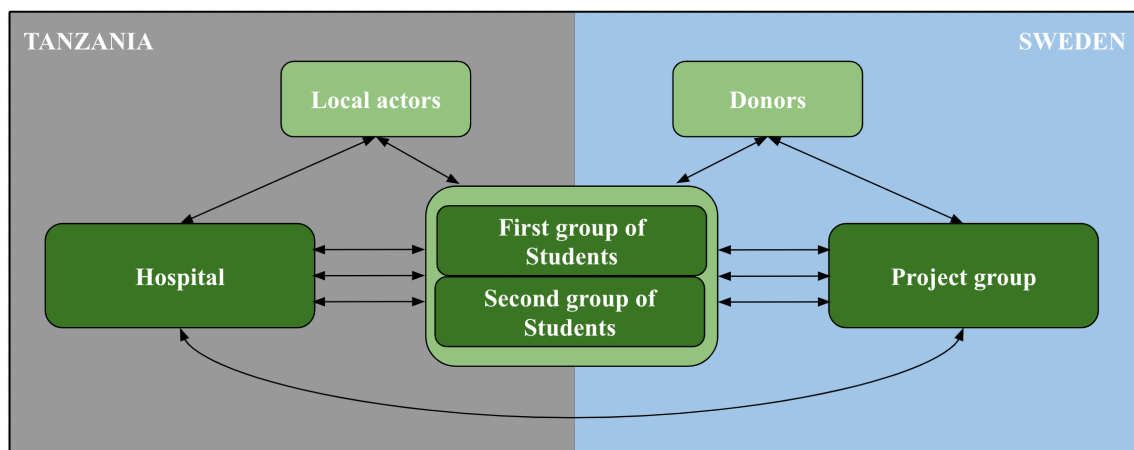 TANZANIA
SWEDEN
Local actors
Donors
First group of
Students
Hospital
Second group of
Students
Project group